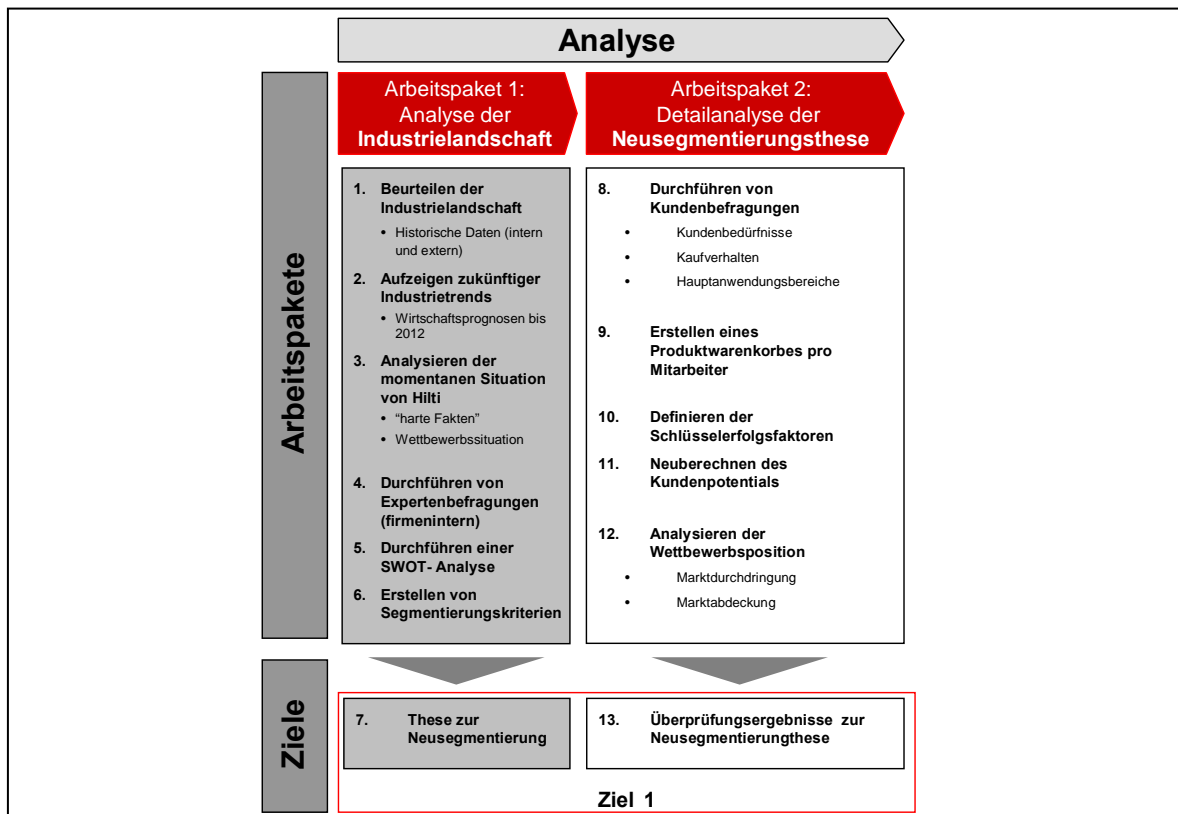 Analyse
Arbeitspakete
Arbeitspaket 1:
Analyse der
Industrielandschaft
1. Beurteilen der
Industrielandschaft
• Historische Daten (intern
und extern)
2. Aufzeigen zukünftiger
Industrietrends
• Wirtschaftsprognosen bis
2012
3. Analysieren der
momentanen Situation
von Hilti
• “harte Fakten”
• Wettbewerbssituation
4. Durchführen von
Expertenbefragungen
(firmenintern)
5. Durchführen einer
SWOT- Analyse
6. Erstellen von
Segmentierungskriterien
Arbeitspaket 2:
Detailanalyse der
Neusegmentierungsthese
8. Durchführen von
Kundenbefragungen
• Kundenbedürfnisse
• Kaufverhalten
• Hauptanwendungsbereiche
9. Erstellen eines
Produktwarenkorbes pro
Mitarbeiter
10. Definieren der
Schlüsselerfolgsfaktoren
11. Neuberechnen des
Kundenpotentials
12. Analysieren der
Wettbewerbsposition
• Marktdurchdringung
• Marktabdeckung
Ziele
7. These zur
Neusegmentierung
13. Überprüfungsergebnisse zur
Neusegmentierungthese
Ziel 1